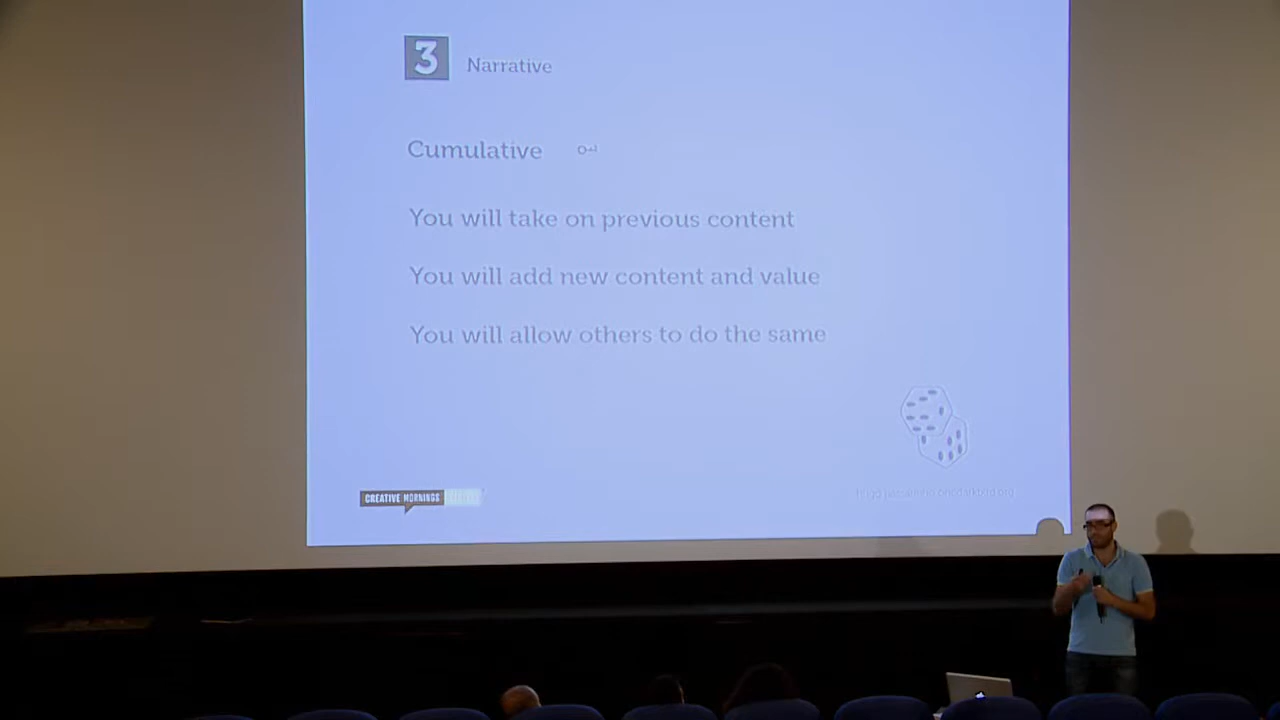 3 Narrative
Cumulative
You will take on previous content
You will add new content and value
You will allow others to do the same
CREATIVE MORNINGS